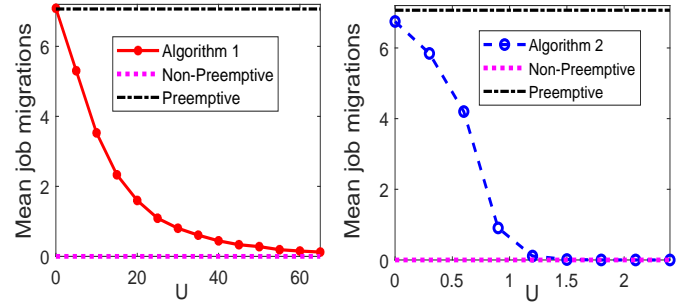 Mean job migrations
6
4
2
0
Algorithm 1
Non-Preemptive
Preemptive
0
20
40
60
U
Mean job migrations
6
4
2
0
Algorithm 2
Non-Preemptive
Preemptive
0
0.5
1
1.5
2
U